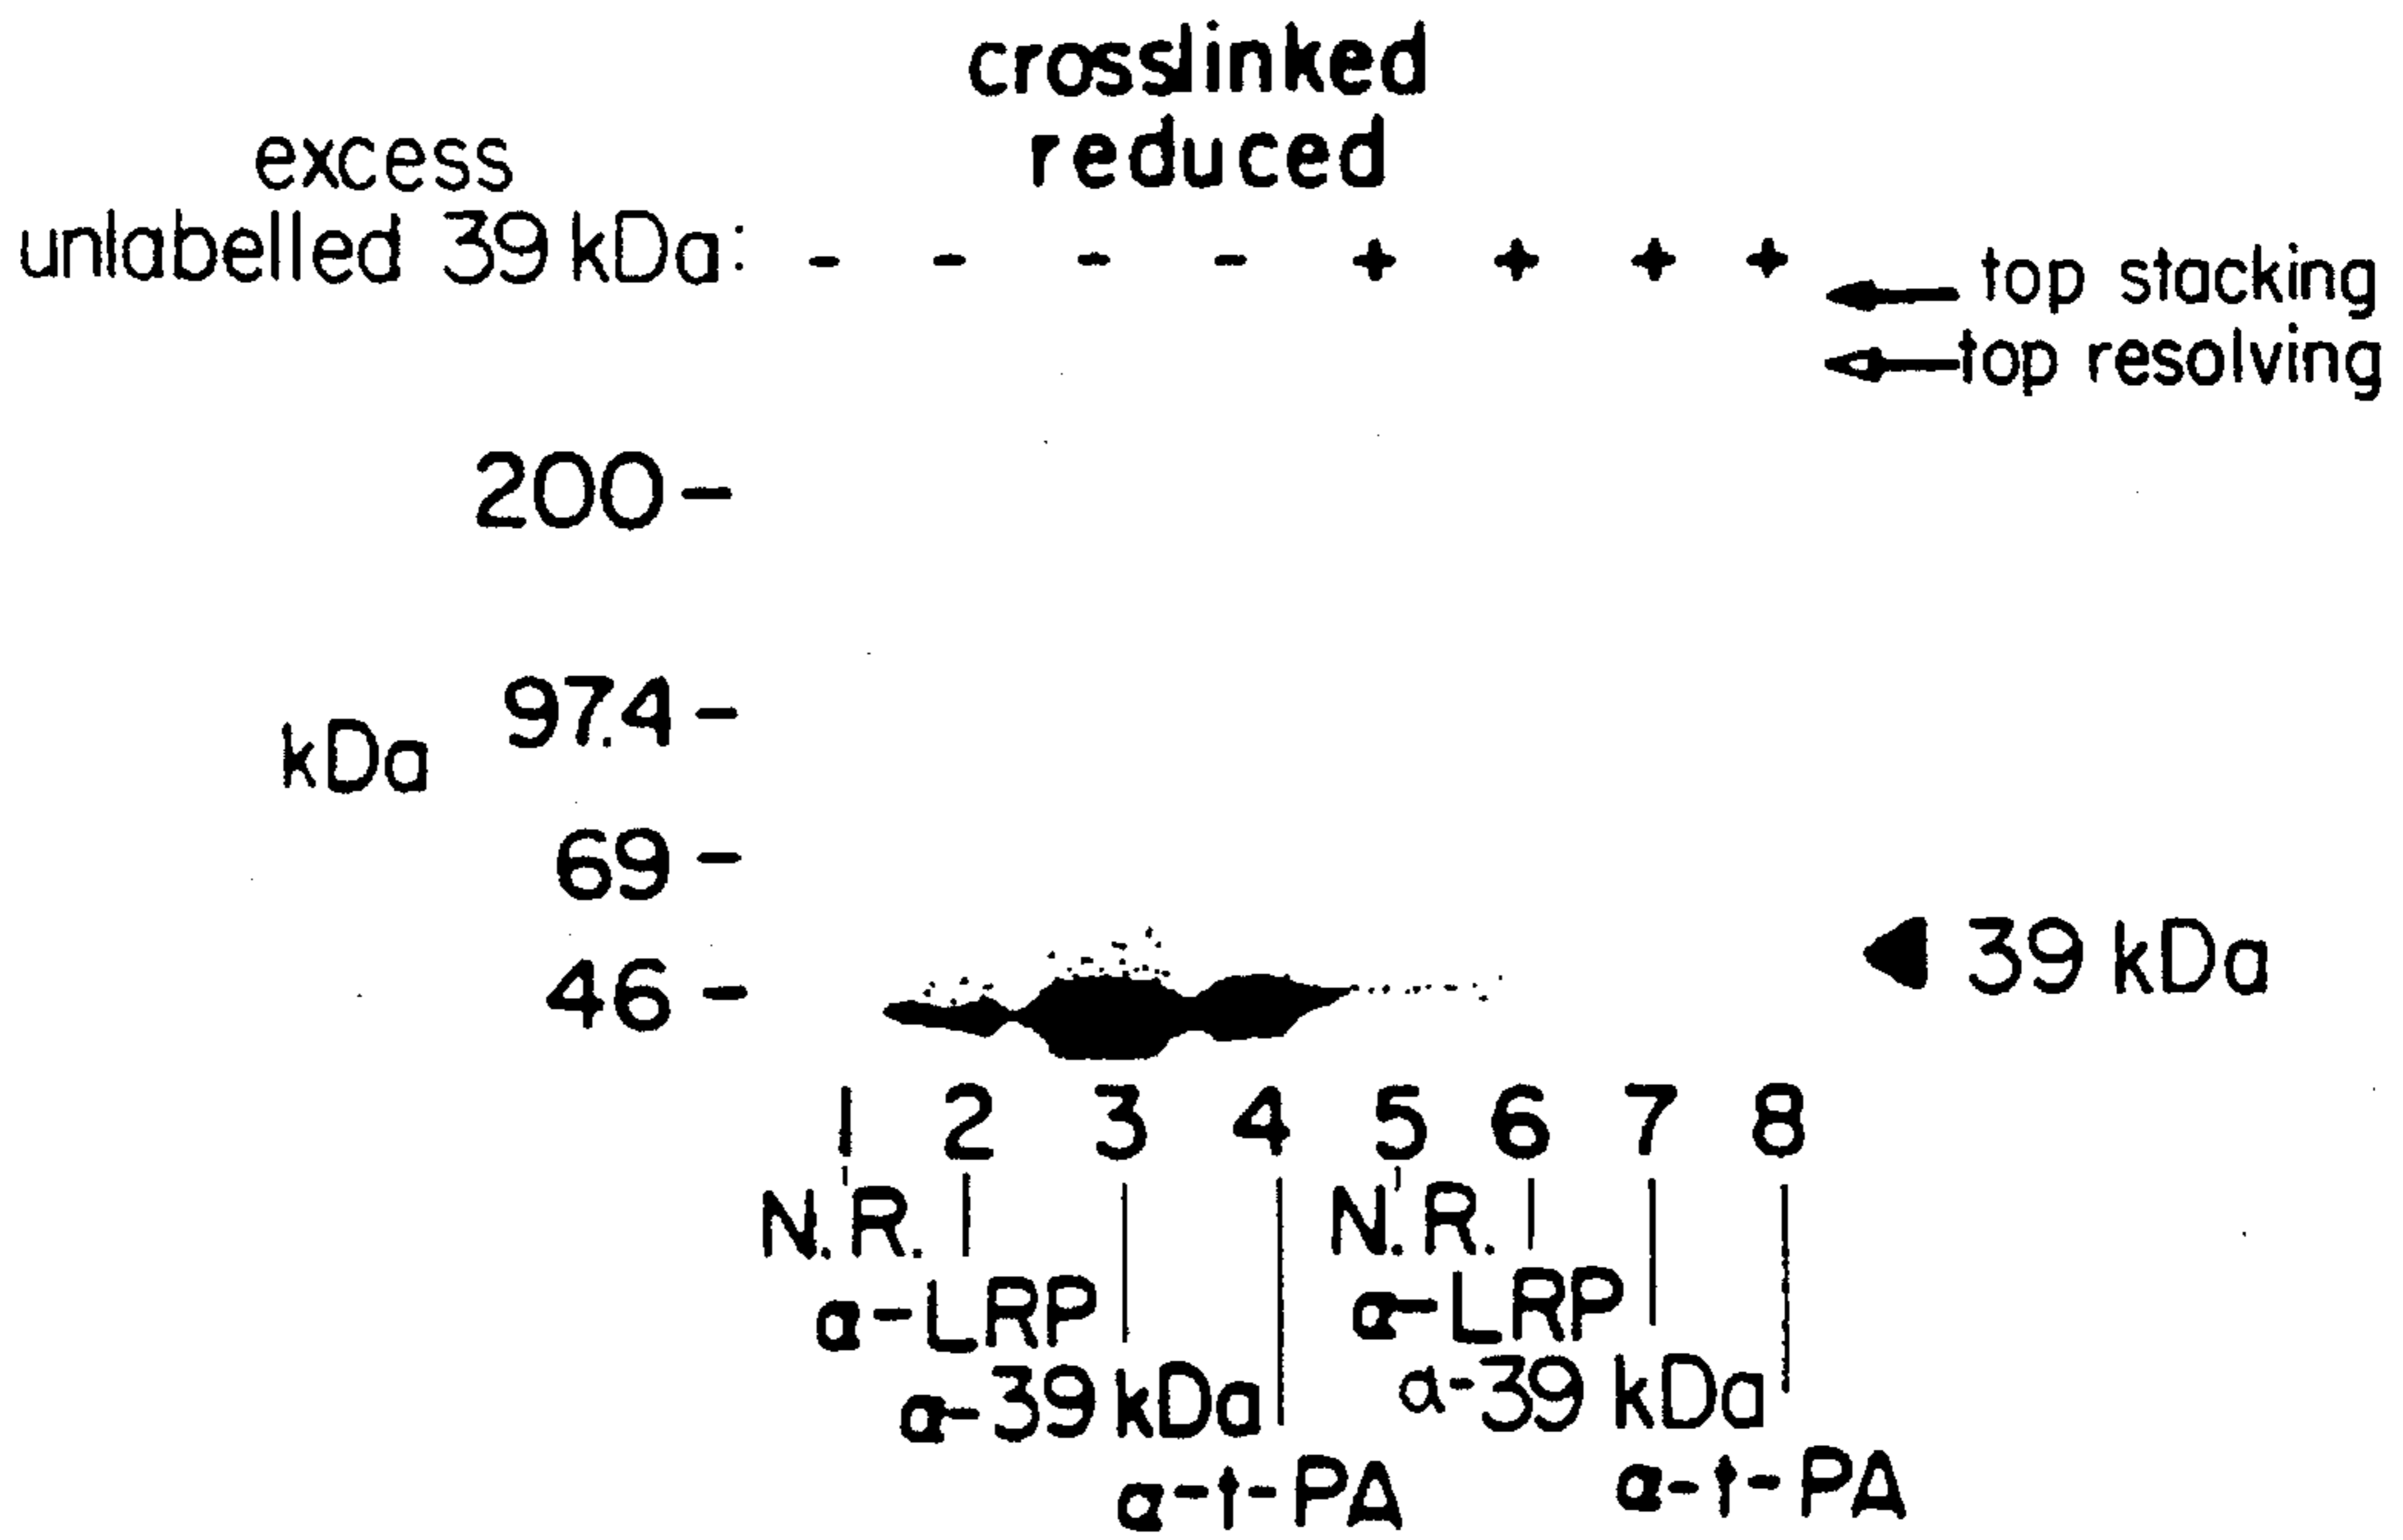 crosslinked
reduced
excess
unlabelled 39 kDa: - - - - + + + +
top stacking
top resolving
200 -
97.4 -
kDa
69 -
46 -
39 kDa
1 2 3 4 5 6 7 8
N.R. N.R.
α-LRP α-LRP
α-39 kDa α-39 kDa
α-t-PA α-t-PA